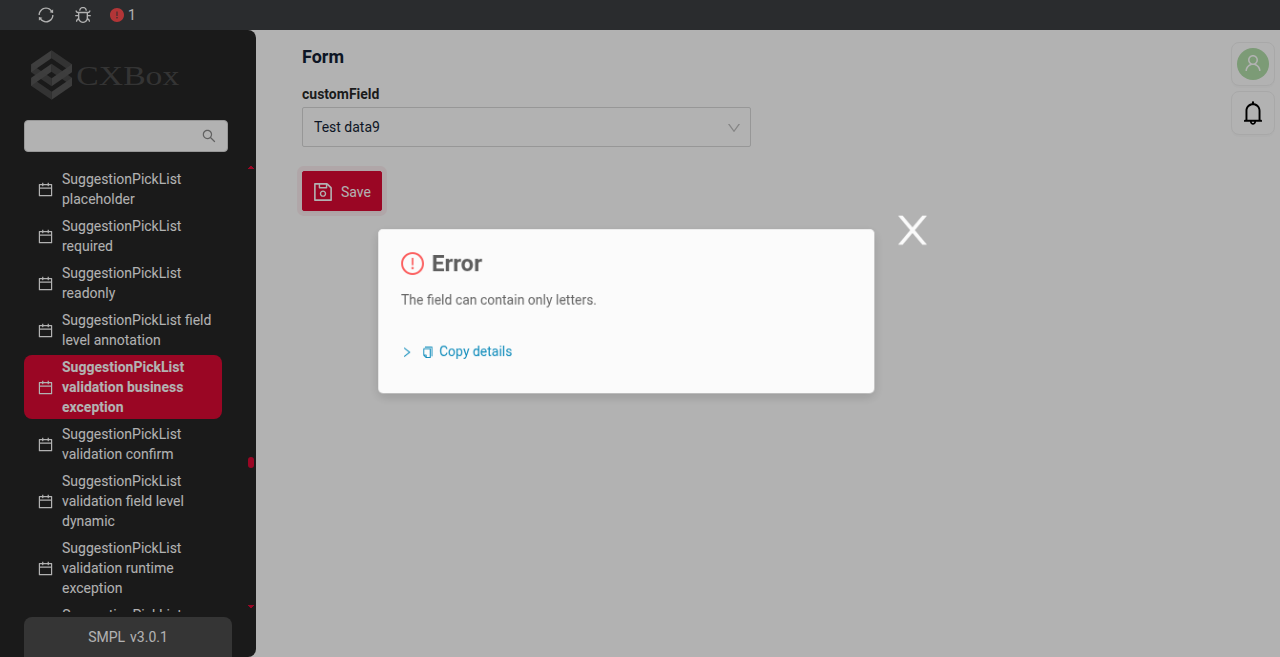 1
CXBox
SuggestionPickList
placeholder
SuggestionPickList
required
SuggestionPickList
readonly
SuggestionPickList field
level annotation
SuggestionPickList
validation business
exception
SuggestionPickList
validation confirm
SuggestionPickList
validation field level
dynamic
SuggestionPickList
validation runtime
exception
SMPL v3.0.1
Form
customField
Test data9
Save
Error
The field can contain only letters.
Copy details